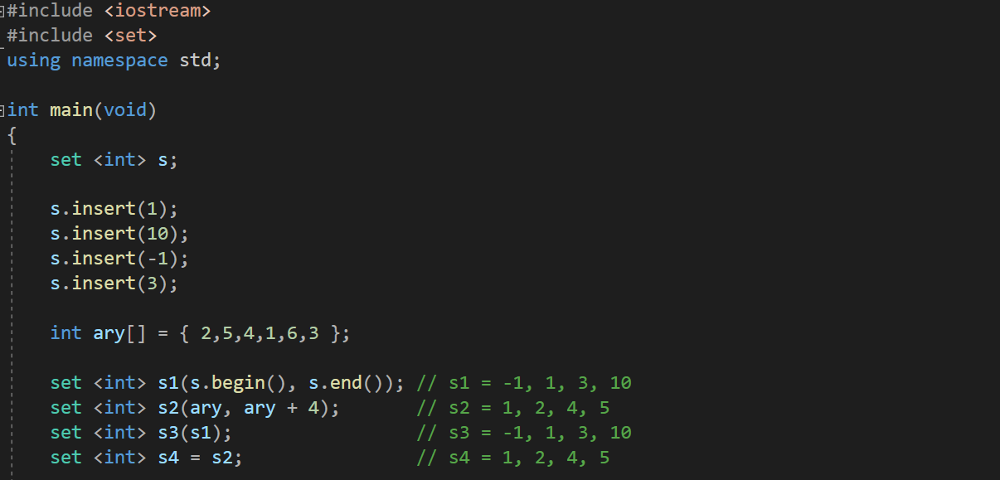 #include <iostream>
#include <set>
using namespace std;
int main(void)
{
set <int> s;
s.insert(1);
s.insert(10);
s.insert(-1);
s.insert(3);
int ary[] = { 2,5,4,1,6,3 };
set <int> s1(s.begin(), s.end()); // s1 = -1, 1, 3, 10
set <int> s2(ary, ary + 4); // s2 = 1, 2, 4, 5
set <int> s3(s1); // s3 = -1, 1, 3, 10
set <int> s4 = s2; // s4 = 1, 2, 4, 5